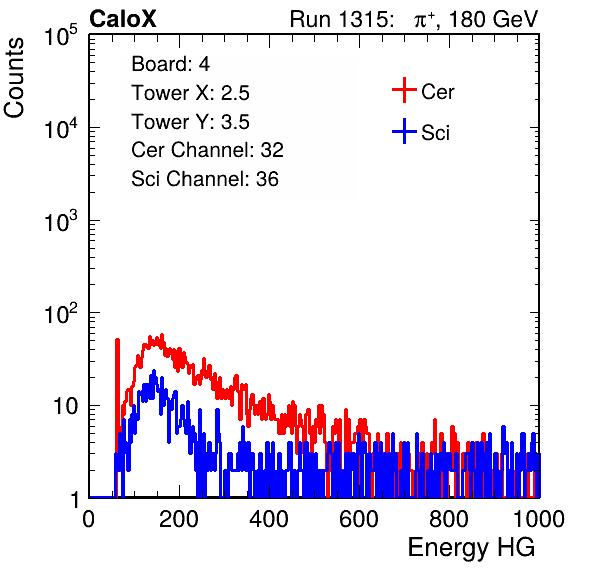 CaloX Run 1315: π⁺, 180 GeV
Counts
10⁵
10⁴
10³
10²
10
1
Board: 4
Tower X: 2.5
Tower Y: 3.5
Cer Channel: 32
Sci Channel: 36
Cer
Sci
0 200 400 600 800 1000
Energy HG